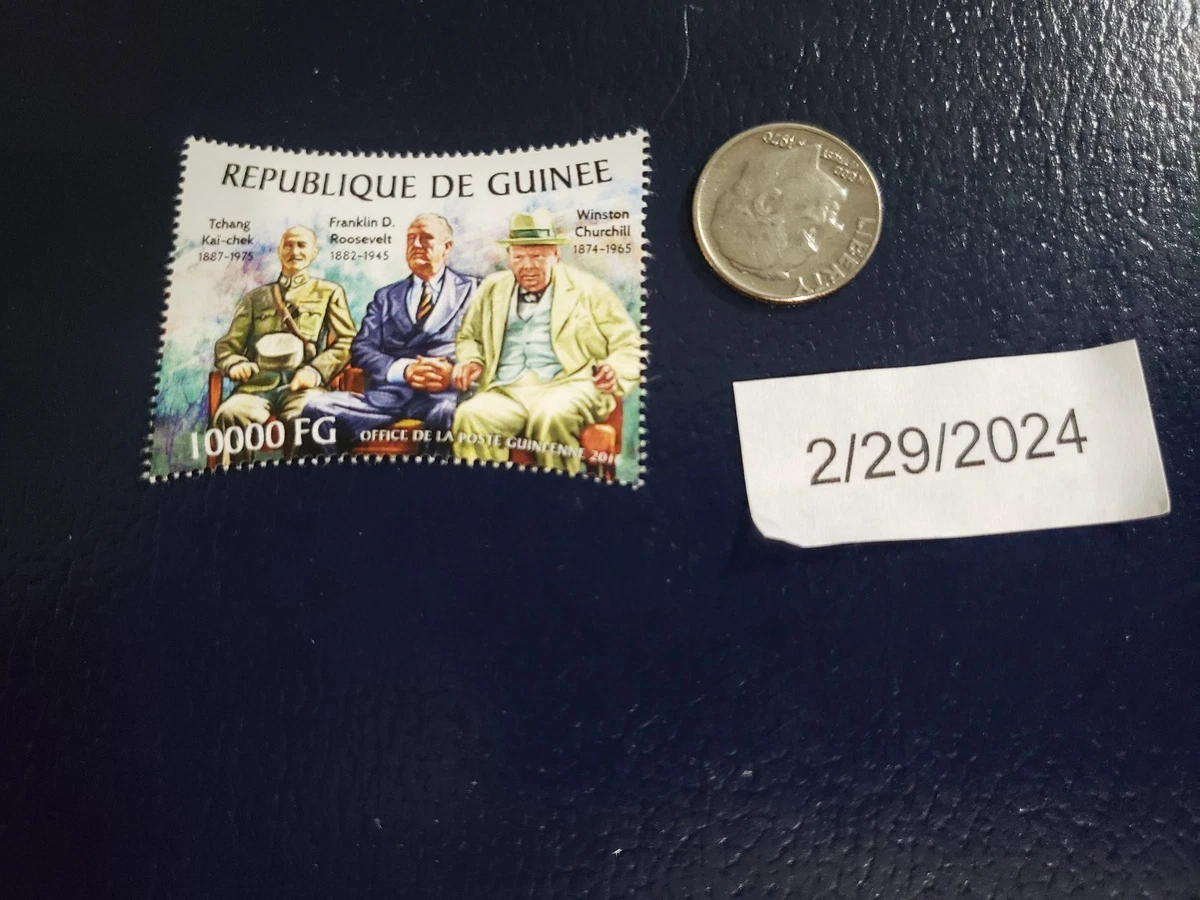 REPUBLIQUE DE GUINEE
Tchang
Kaï-chek
1887-1975
Franklin D.
Roosevelt
1882-1945
Winston
Churchill
1874-1965
10000 FG
OFFICE DE LA POSTE GUINEENNE
LIBERTY
2/29/2024